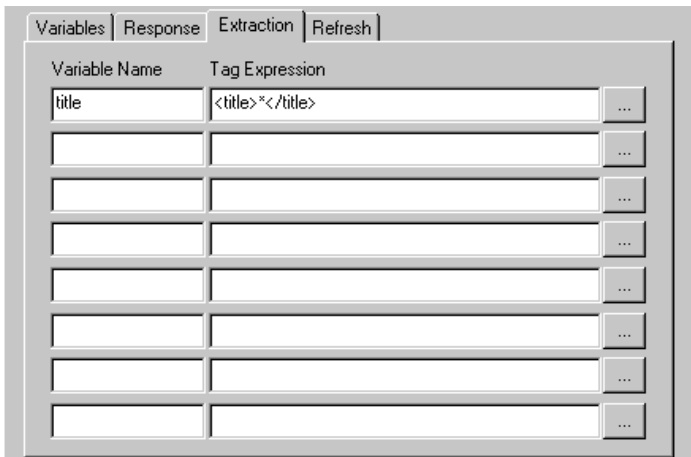 Variables Response Extraction Refresh
Variable Name Tag Expression
title <title>*</title> ...
...
...
...
...
...
...
...